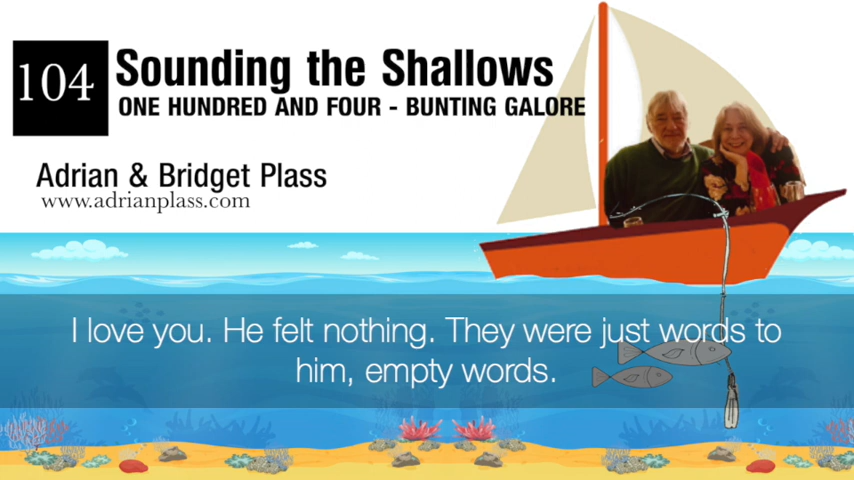 104
Sounding the Shallows
ONE HUNDRED AND FOUR - BUNTING GALORE
Adrian & Bridget Plass
www.adrianplass.com
I love you. He felt nothing. They were just words to
him, empty words.